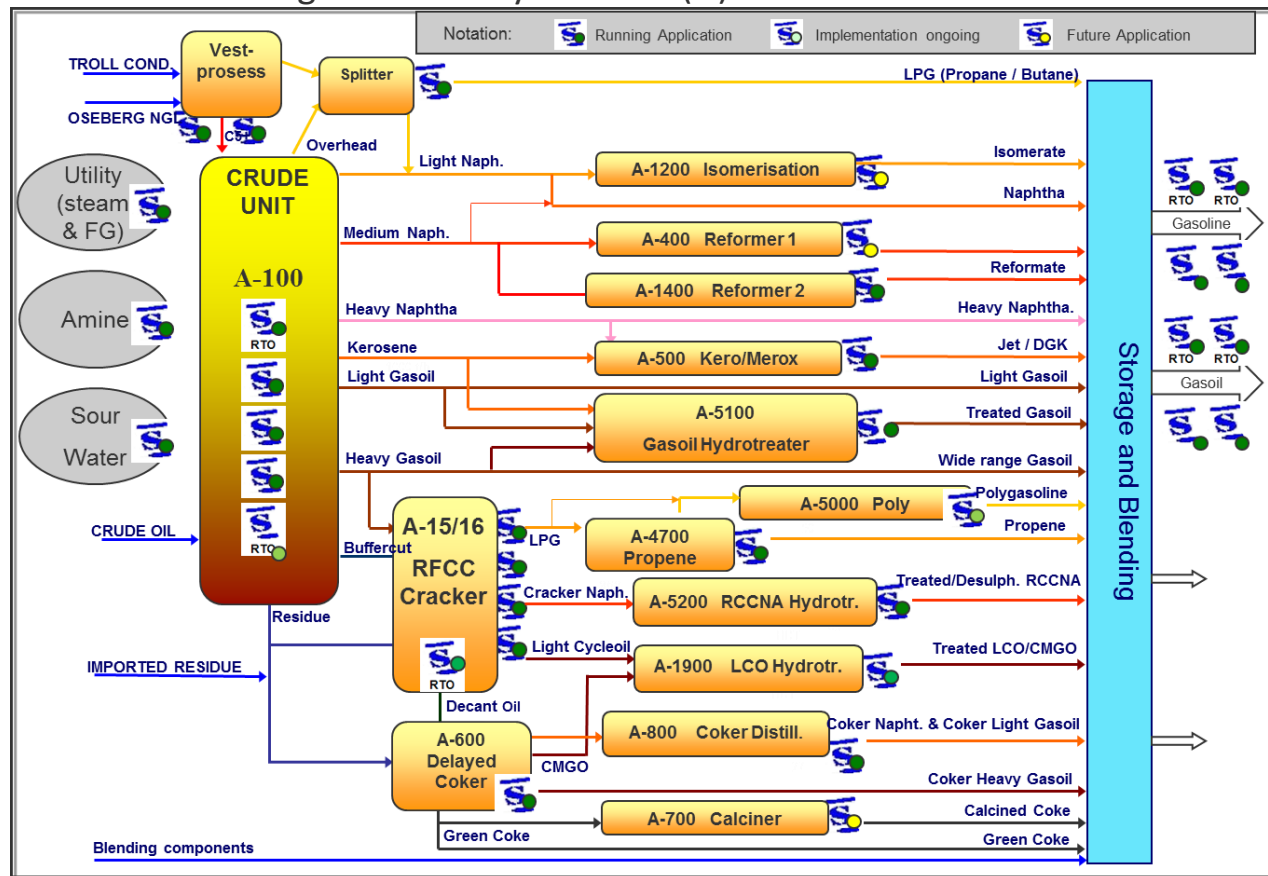 Notation:
Running Application
Implementation ongoing
Future Application
Vest-
prosess
Splitter
TROLL COND.
OSEBERG NGL
C5+
Overhead
LPG (Propane / Butane)
Utility
(steam
& FG)
Amine
Sour
Water
CRUDE
UNIT
A-100
RTO
RTO
CRUDE OIL
IMPORTED RESIDUE
Blending components
Light Naph.
Medium Naph.
Heavy Naphtha
Kerosene
Light Gasoil
Heavy Gasoil
Buffercut
Residue
A-1200 Isomerisation
A-400 Reformer 1
A-1400 Reformer 2
A-500 Kero/Merox
A-5100
Gasoil Hydrotreater
A-15/16
RFCC
Cracker
RTO
LPG
Cracker Naph.
Light Cycleoil
Decant Oil
A-5000 Poly
A-4700
Propene
A-5200 RCCNA Hydrotr.
A-1900 LCO Hydrotr.
A-600
Delayed
Coker
CMGO
Green Coke
A-800 Coker Distill.
A-700 Calciner
Isomerate
Naphtha
Reformate
Heavy Naphtha.
Jet / DGK
Light Gasoil
Treated Gasoil
Wide range Gasoil
Polygasoline
Propene
Treated/Desulph. RCCNA
Treated LCO/CMGO
Coker Napht. & Coker Light Gasoil
Coker Heavy Gasoil
Calcined Coke
Green Coke
Storage and Blending
RTO RTO
Gasoline
RTO RTO
Gasoil